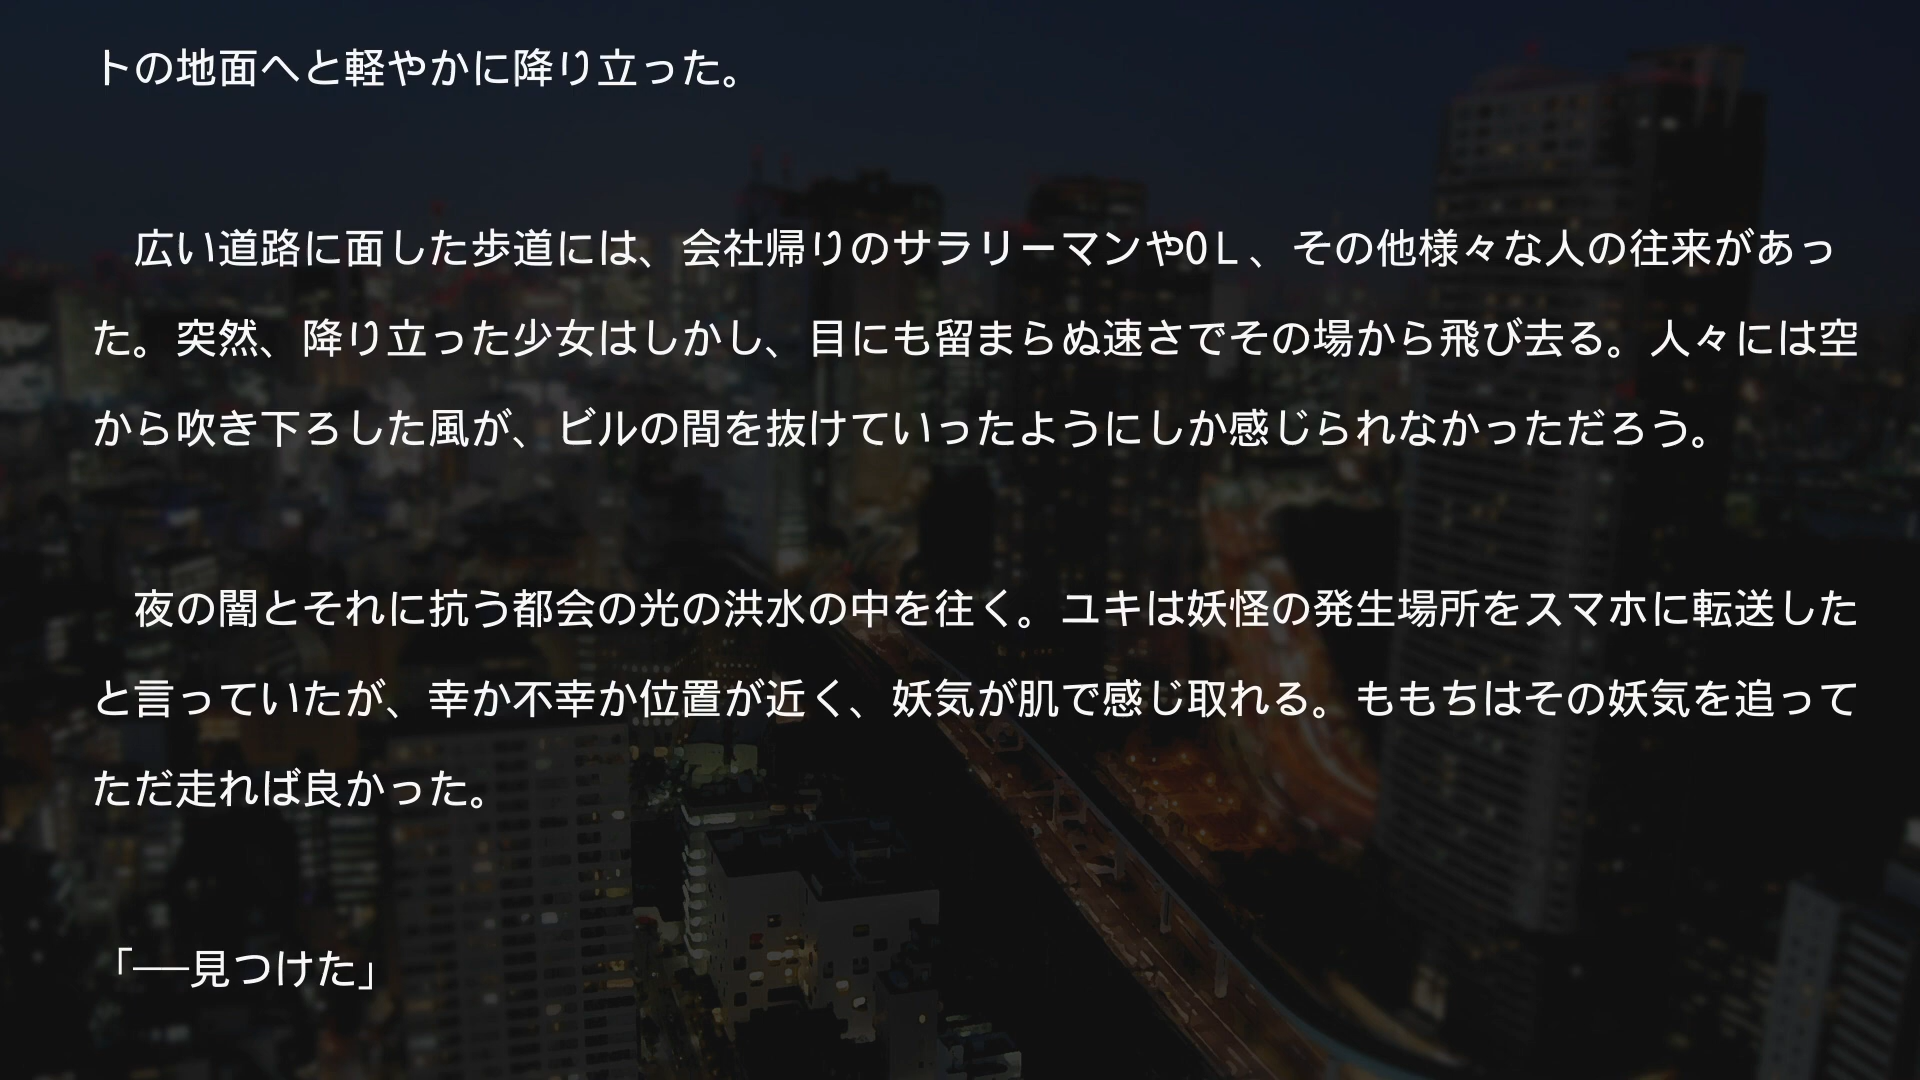 トの地面へと軽やかに降り立った。
　広い道路に面した歩道には、会社帰りのサラリーマンやOL、その他様々な人の往来があっ
た。突然、降り立った少女はしかし、目にも留まらぬ速さでその場から飛び去る。人々には空
から吹き下ろした風が、ビルの間を抜けていったようにしか感じられなかっただろう。
　夜の闇とそれに抗う都会の光の洪水の中を往く。ユキは妖怪の発生場所をスマホに転送した
と言っていたが、幸か不幸か位置が近く、妖気が肌で感じ取れる。ももちはその妖気を追って
ただ走れば良かった。
「――見つけた」